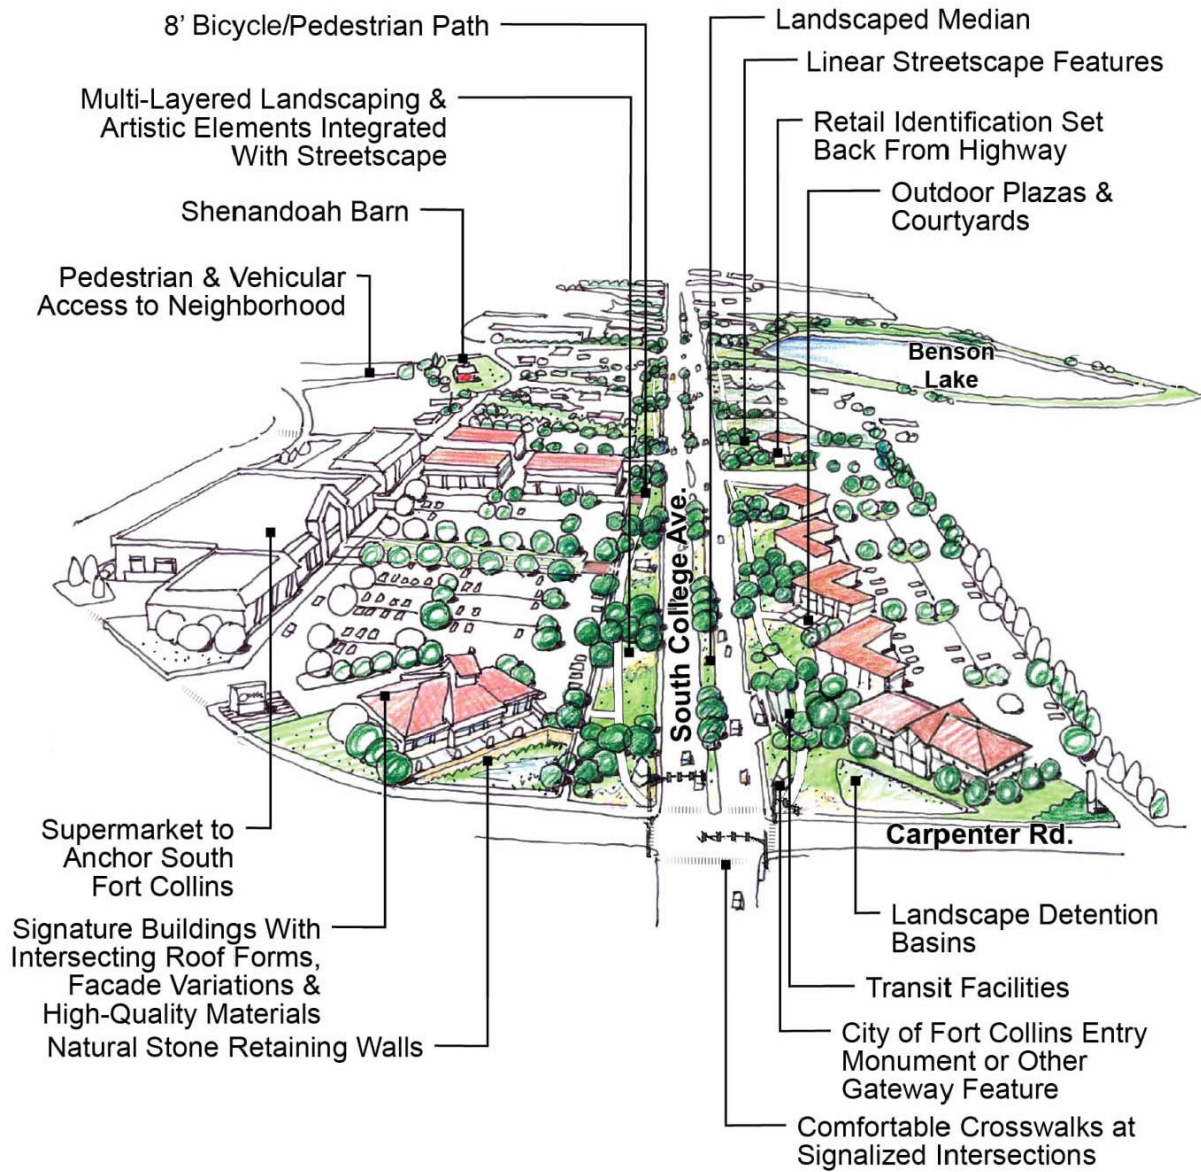 8’ Bicycle/Pedestrian Path
Landscaped Median
Linear Streetscape Features
Multi-Layered Landscaping &
Artistic Elements Integrated
With Streetscape
Retail Identification Set
Back From Highway
Outdoor Plazas &
Courtyards
Shenandoah Barn
Pedestrian & Vehicular
Access to Neighborhood
Benson
Lake
South College Ave.
Carpenter Rd.
Supermarket to
Anchor South
Fort Collins
Signature Buildings With
Intersecting Roof Forms,
Facade Variations &
High-Quality Materials
Natural Stone Retaining Walls
Landscape Detention
Basins
Transit Facilities
City of Fort Collins Entry
Monument or Other
Gateway Feature
Comfortable Crosswalks at
Signalized Intersections